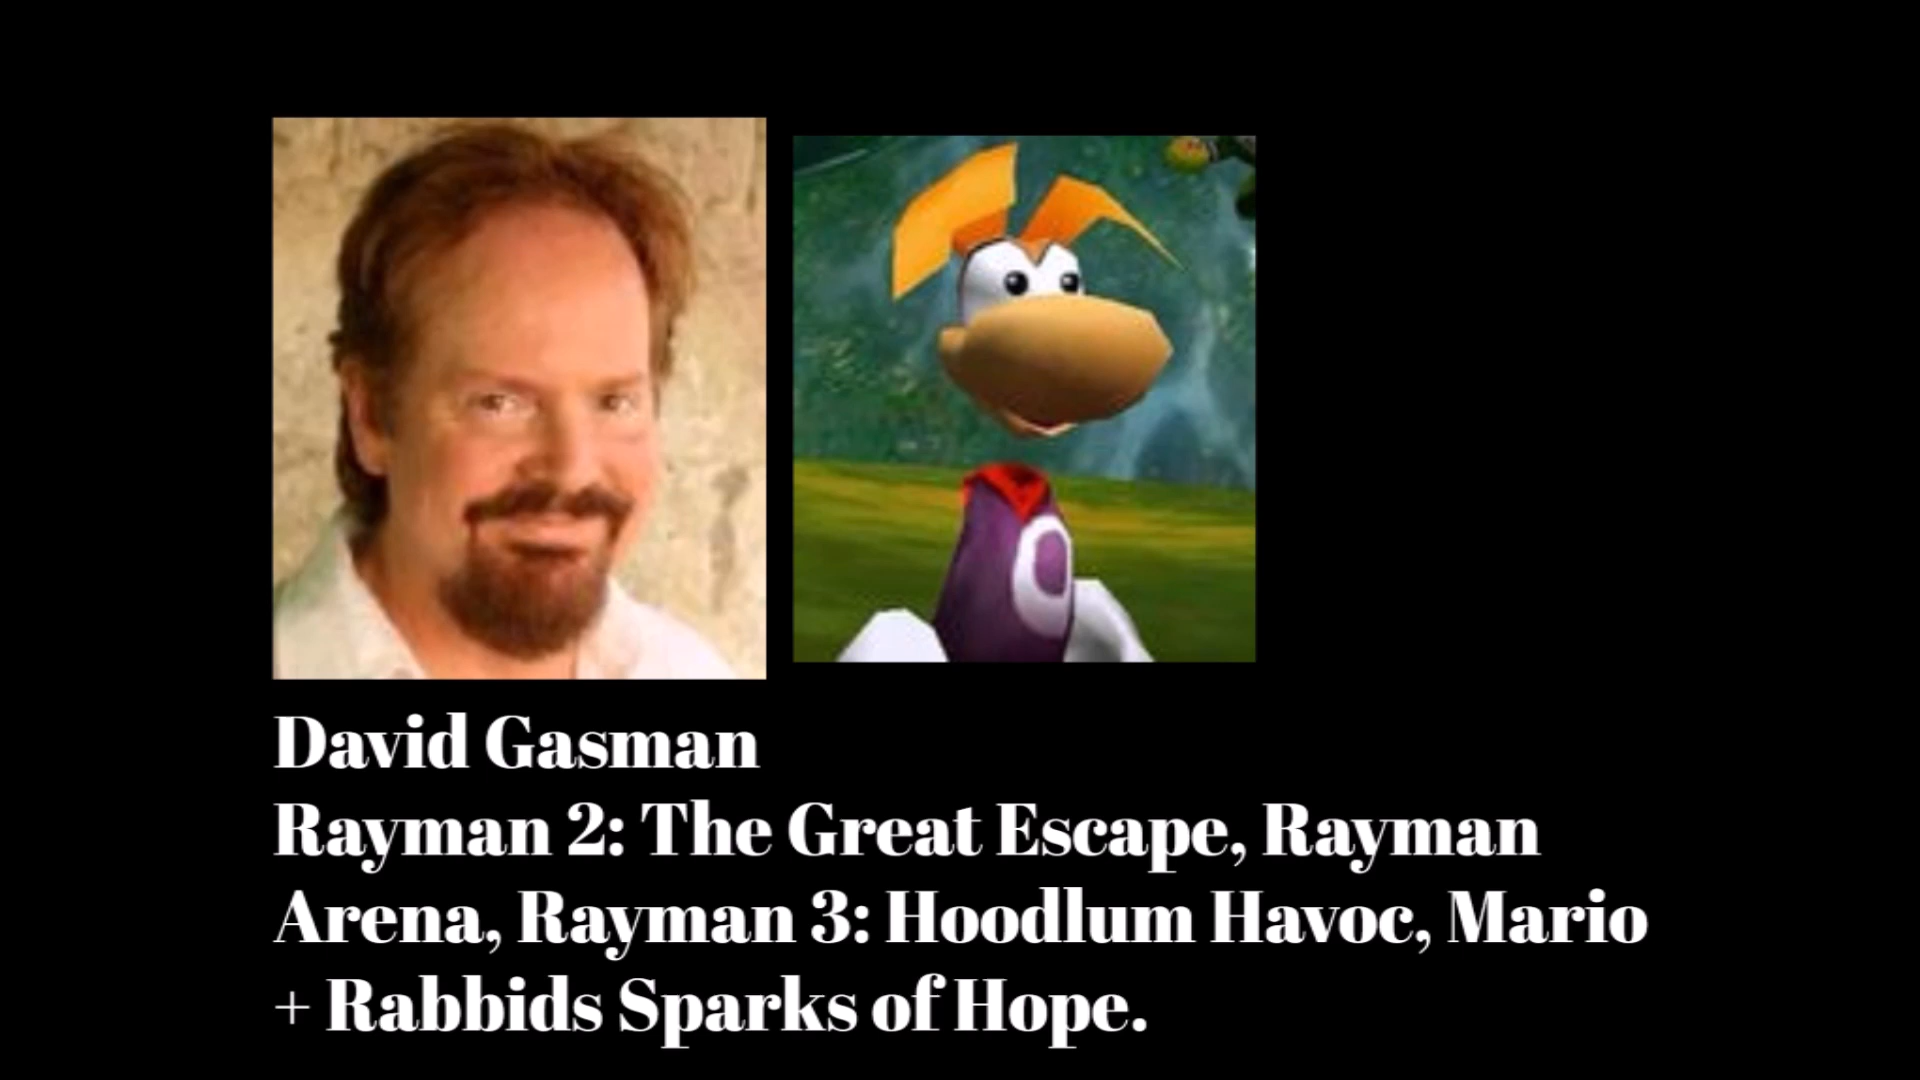 David Gasman
Rayman 2: The Great Escape, Rayman
Arena, Rayman 3: Hoodlum Havoc, Mario
+ Rabbids Sparks of Hope.